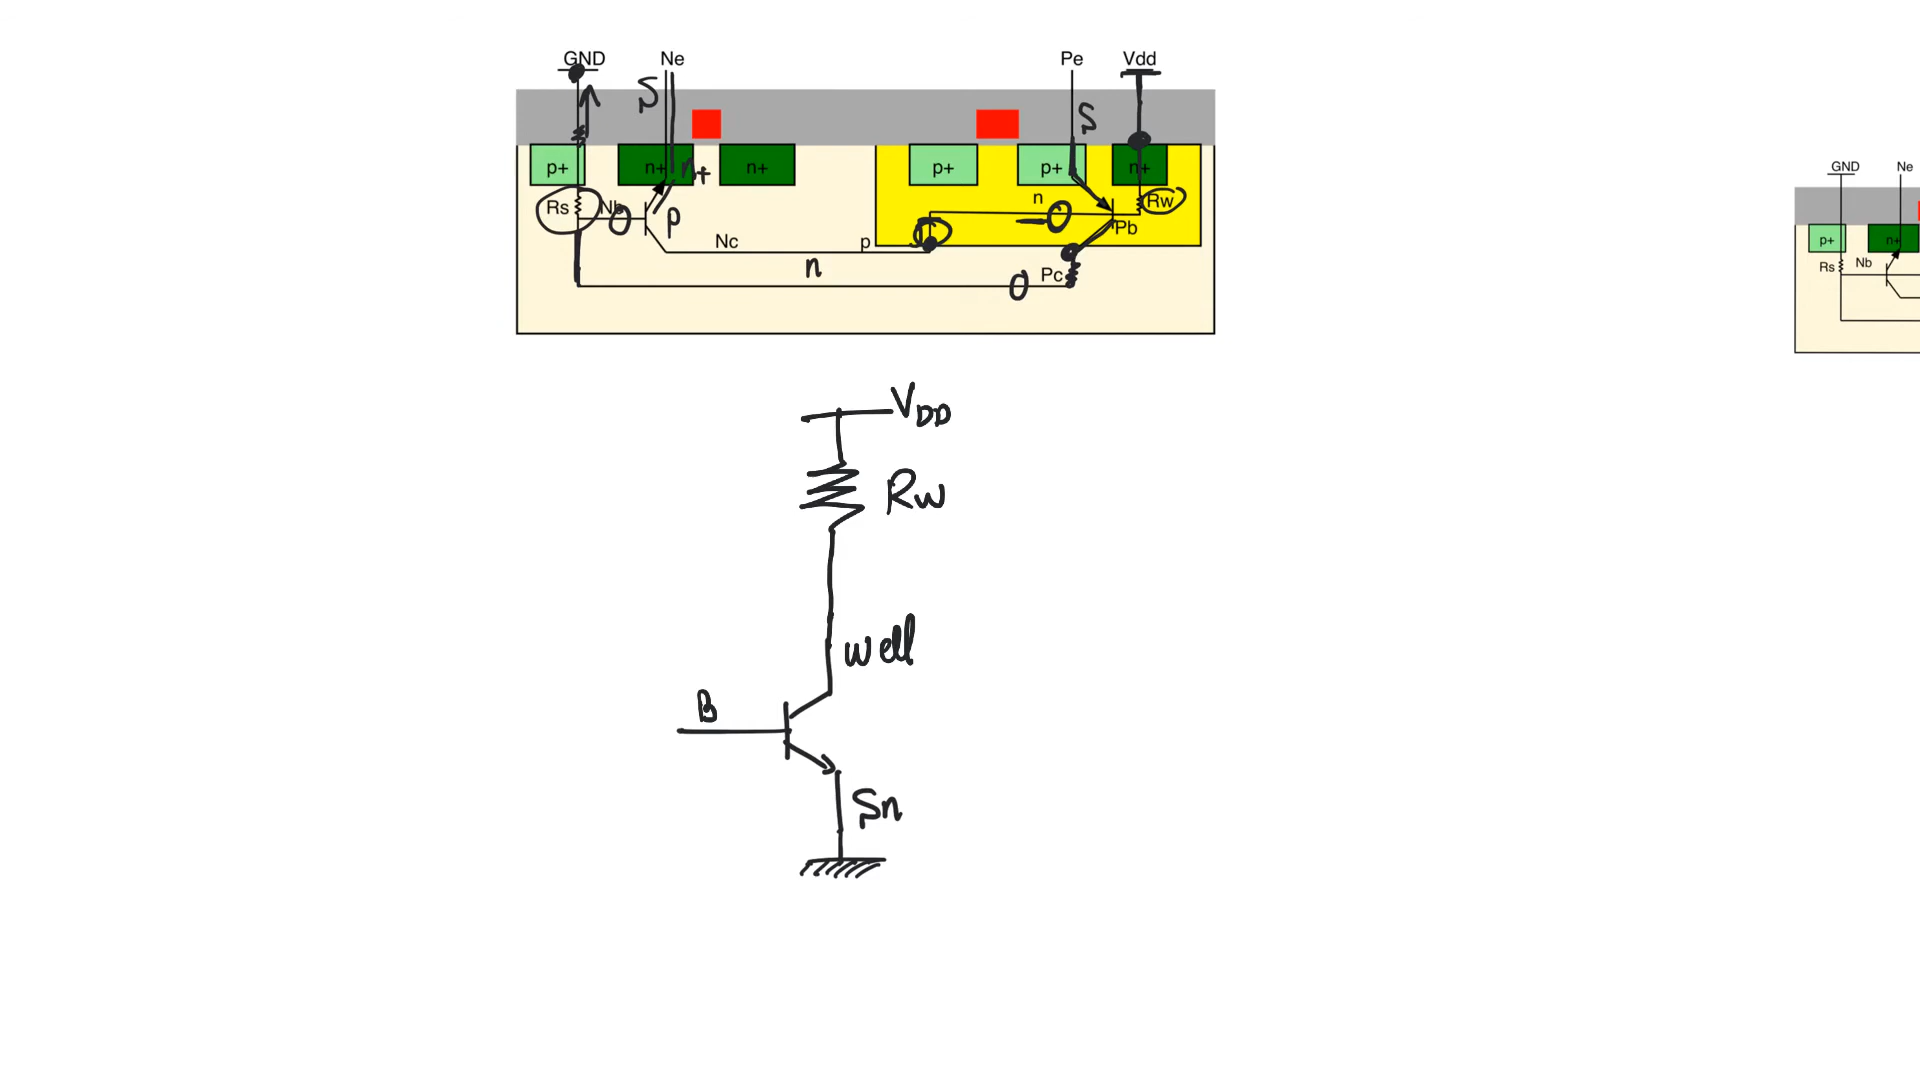 GND Ne Pe Vdd
S S
p+ n+ n+ n+ p+ p+ n+
Rs Nb p n Rw
Nc p Pb
n Pc
VDD
Rw
well
B
Sn
GND Ne
p+ n+
Rs Nb